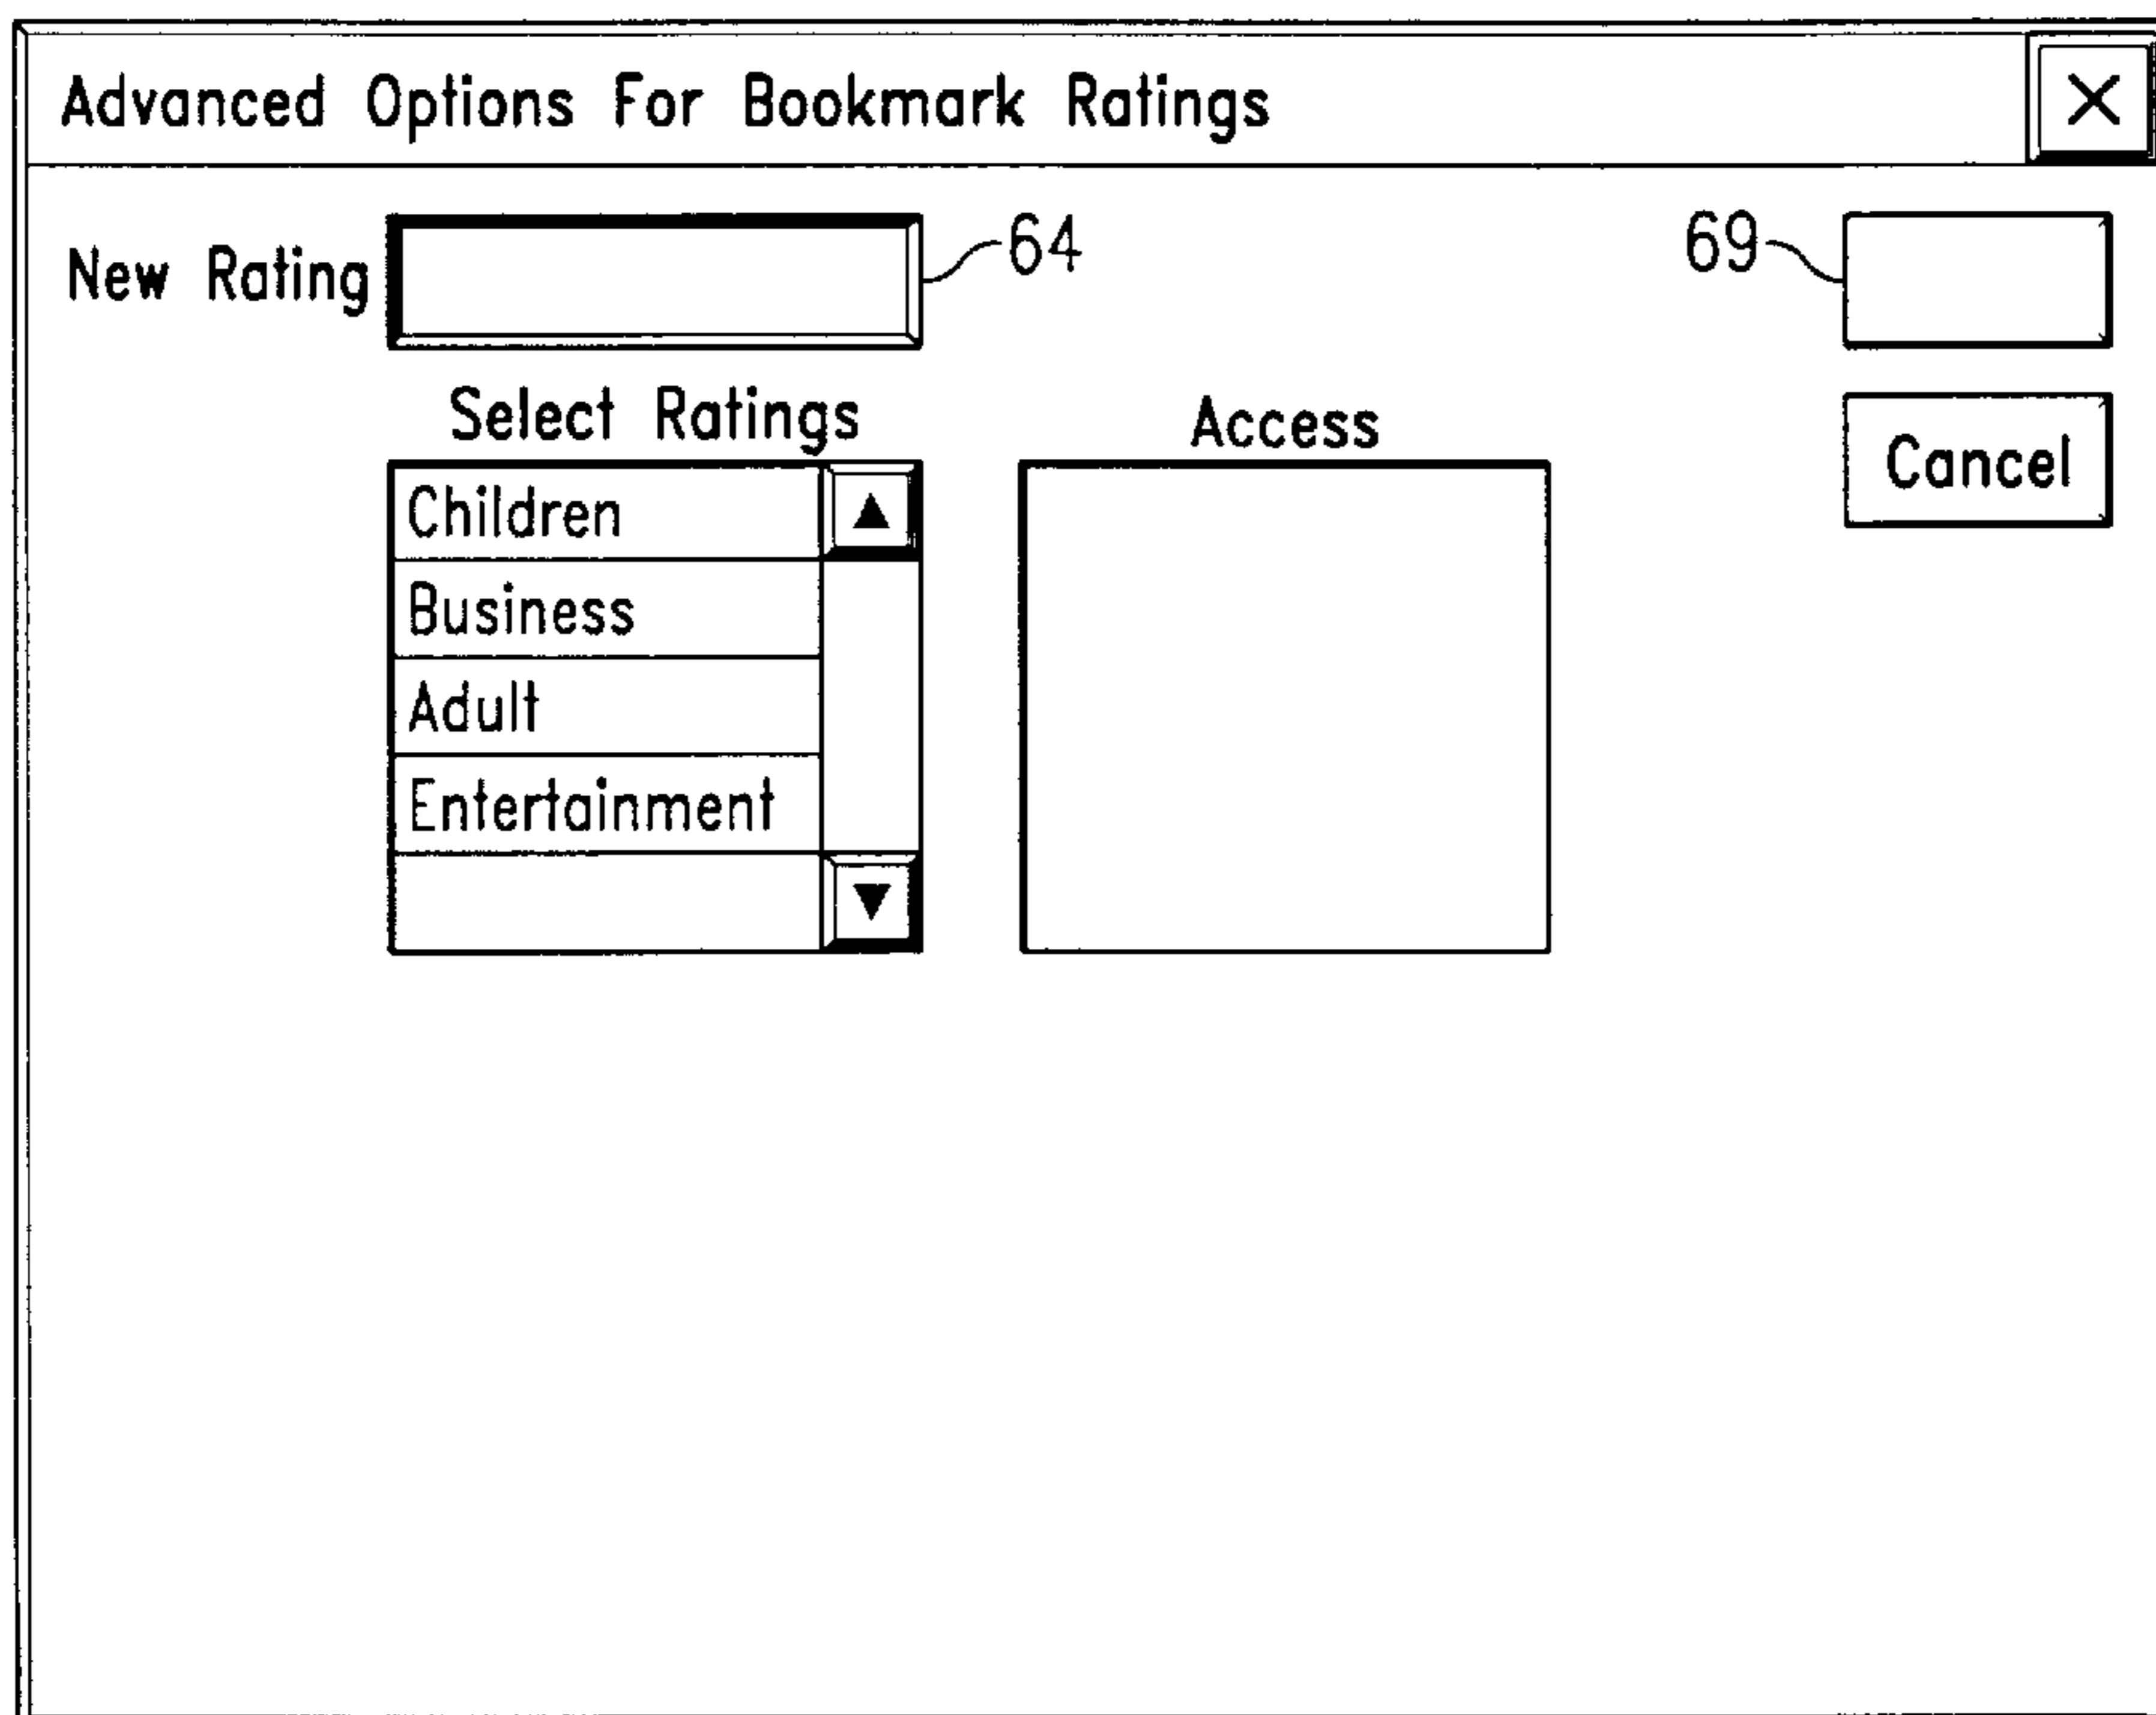 Advanced Options For Bookmark Ratings X
New Rating 64 69
Select Ratings Access Cancel
Children
Business
Adult
Entertainment